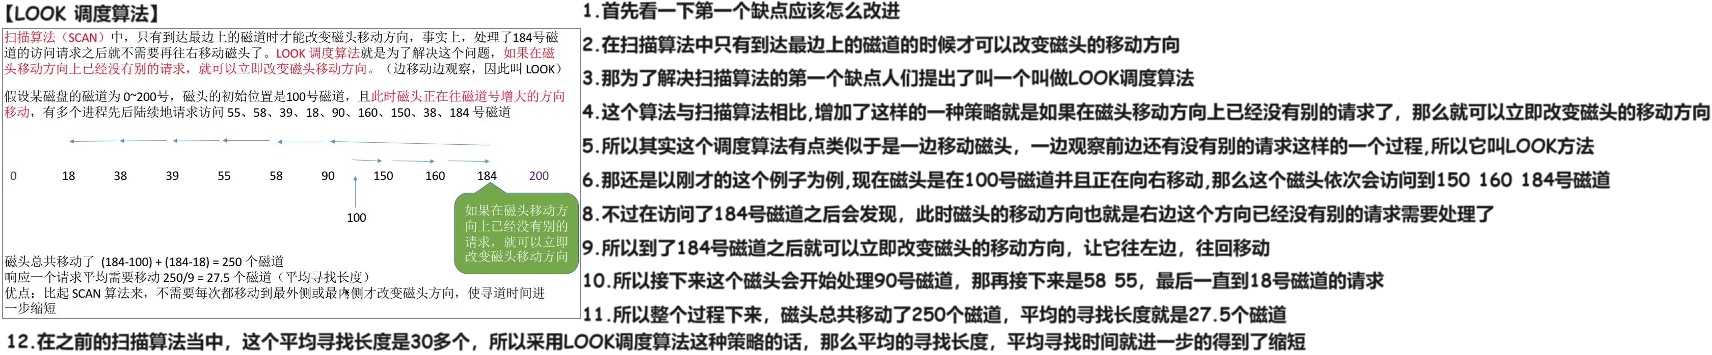 【LOOK 调度算法】
扫描算法（SCAN）中，只有到达最边上的磁道时才能改变磁头移动方向，事实上，处理了184号磁
道的访问请求之后就不需要再往右移动磁头了。LOOK 调度算法就是为了解决这个问题，如果在磁
头移动方向上已经没有别的请求，就可以立即改变磁头移动方向。（边移动边观察，因此叫 LOOK）
假设某磁盘的磁道为 0~200号，磁头的初始位置是100号磁道，且此时磁头正在往磁道号增大的方向
移动，有多个进程先后陆续地请求访问 55、58、39、18、90、160、150、38、184 号磁道
0 18 38 39 55 58 90 150 160 184 200
100
如果在磁头移动方
向上已经没有别的
请求，就可以立即
改变磁头移动方向
磁头总共移动了 (184-100) + (184-18) = 250 个磁道
响应一个请求平均需要移动 250/9 = 27.5 个磁道（平均寻找长度）
优点：比起 SCAN 算法来，不需要每次都移动到最外侧或最内侧才改变磁头方向，使寻道时间进
一步缩短
1.首先看一下第一个缺点应该怎么改进
2.在扫描算法中只有到达最边上的磁道的时候才可以改变磁头的移动方向
3.那为了解决扫描算法的第一个缺点人们提出了叫一个叫做LOOK调度算法
4.这个算法与扫描算法相比,增加了这样的一种策略就是如果在磁头移动方向上已经没有别的请求了，那么就可以立即改变磁头的移动方向
5.所以其实这个调度算法有点类似于是一边移动磁头，一边观察前边还有没有别的请求这样的一个过程,所以它叫LOOK方法
6.那还是以刚才的这个例子为例,现在磁头是在100号磁道并且正在向右移动,那么这个磁头依次会访问到150 160 184号磁道
8.不过在访问了184号磁道之后会发现，此时磁头的移动方向也就是右边这个方向已经没有别的请求需要处理了
9.所以到了184号磁道之后就可以立即改变磁头的移动方向，让它往左边，往回移动
10.所以接下来这个磁头会开始处理90号磁道，那再接下来是58 55，最后一直到18号磁道的请求
11.所以整个过程下来，磁头总共移动了250个磁道，平均的寻找长度就是27.5个磁道
12.在之前的扫描算法当中，这个平均寻找长度是30多个，所以采用LOOK调度算法这种策略的话，那么平均的寻找长度，平均寻找时间就进一步的得到了缩短